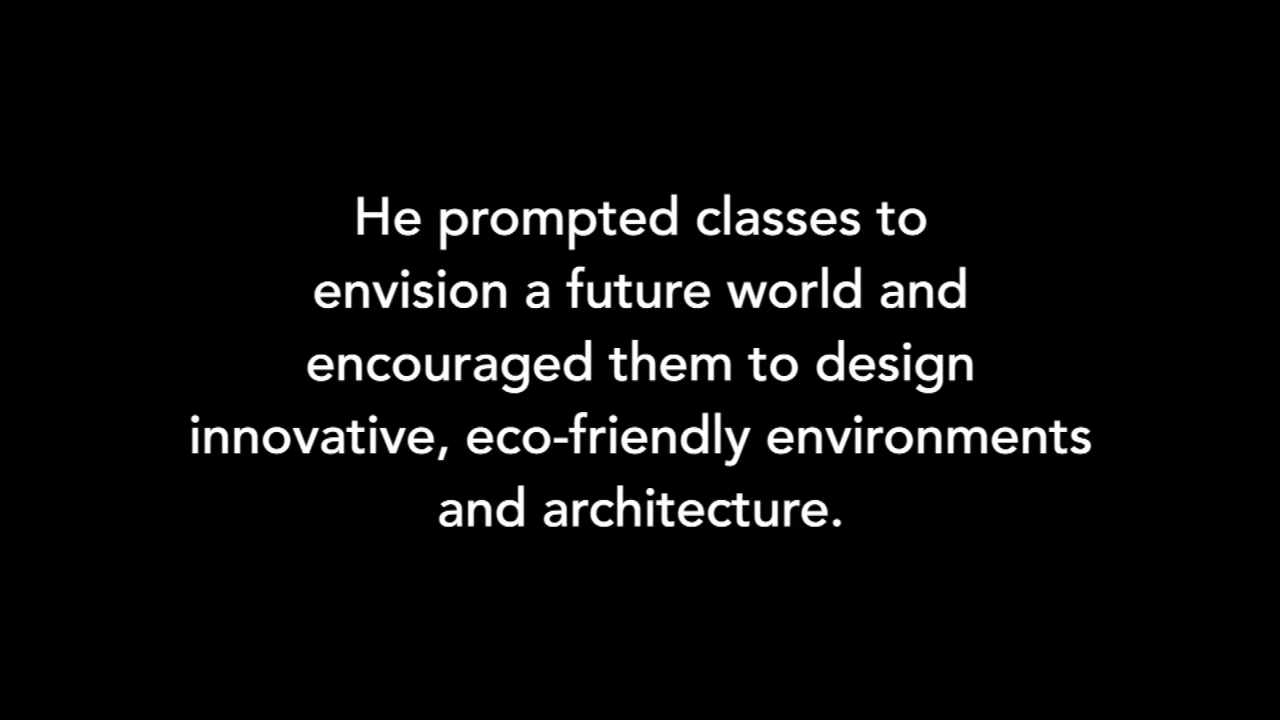 He prompted classes to
envision a future world and
encouraged them to design
innovative, eco-friendly environments
and architecture.